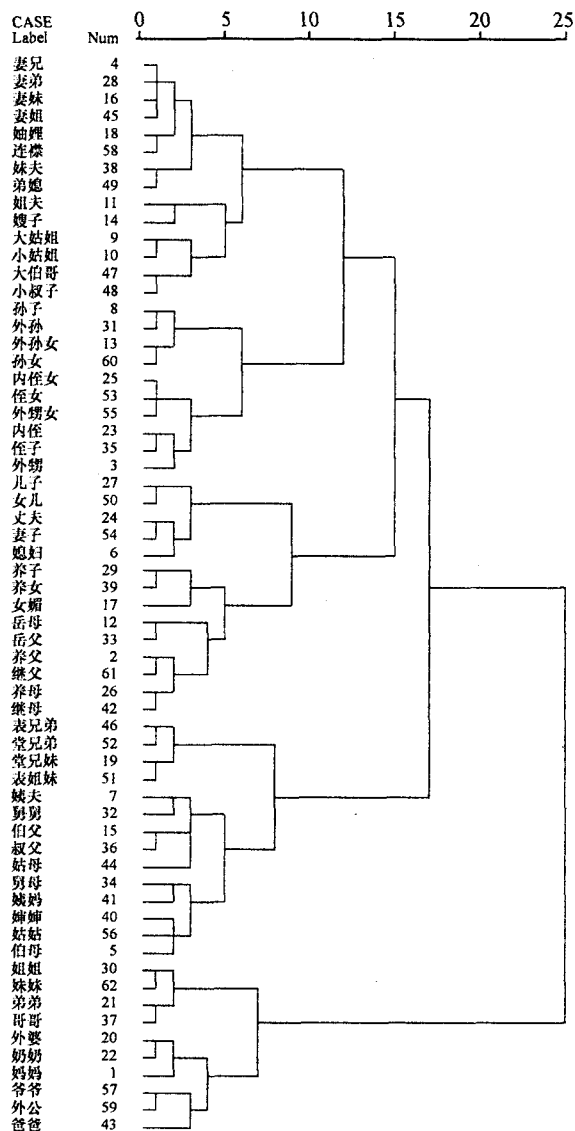 CASE 0 5 10 15 20 25
Label Num
妻兄 4
妻弟 28
妻妹 16
妻姐 45
妯娌 18
连襟 58
妹夫 38
弟媳 49
姐夫 11
嫂子 14
大姑姐 9
小姑姐 10
大伯哥 47
小叔子 48
孙子 8
外孙 31
外孙女 13
孙女 60
内侄女 25
侄女 53
外甥女 55
内侄 23
侄子 35
外甥 3
儿子 27
女儿 50
丈夫 24
妻子 54
媳妇 6
养子 29
养女 39
女媚 17
岳母 12
岳父 33
养父 2
继父 61
养母 26
继母 42
表兄弟 46
堂兄弟 52
堂兄妹 19
表姐妹 51
姨夫 7
舅舅 32
伯父 15
叔父 36
姑母 44
舅母 34
姨妈 41
婶婶 40
姑姑 56
伯母 5
姐姐 30
妹妹 62
弟弟 21
哥哥 37
外婆 20
奶奶 22
妈妈 1
爷爷 57
外公 59
爸爸 43